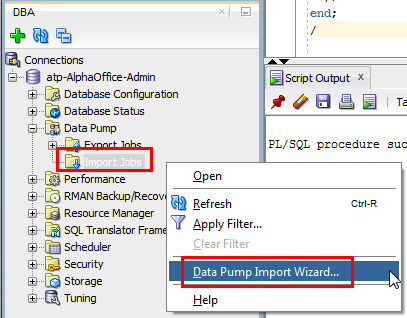 DBA
end;
/
Connections
Script Output
atp-AlphaOffice-Admin
Database Configuration
Database Status
Data Pump
Export Jobs
PL/SQL procedure suc
Import Jobs
Performance
Open
RMAN Backup/Recove
Resource Manager
Refresh Ctrl-R
SQL Translator Frame
Apply Filter...
Scheduler
Clear Filter
Security
Data Pump Import Wizard...
Storage
Tuning
Help